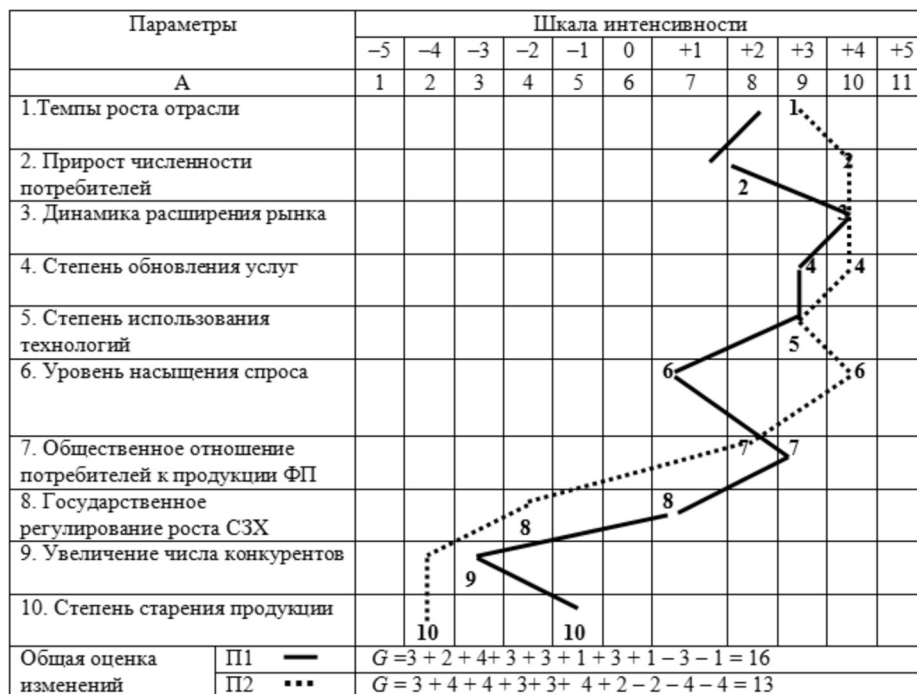 Параметры Шкала интенсивности
–5 –4 –3 –2 –1 0 +1 +2 +3 +4 +5
А 1 2 3 4 5 6 7 8 9 10 11
1.Темпы роста отрасли 1
2. Прирост численности 2
потребителей 2
3. Динамика расширения рынка 3
4. Степень обновления услуг 4 4
5. Степень использования
технологий 5
6. Уровень насыщения спроса 6 6
7. Общественное отношение 7 7
потребителей к продукции ФП
8. Государственное 8
регулирование роста СЗХ 8
9. Увеличение числа конкурентов 9
10. Степень старения продукции
10 10
Общая оценка П1 G =3 + 2 + 4+ 3 + 3 + 1 + 3 + 1 – 3 – 1 = 16
изменений П2 G = 3 + 4 + 4 + 3+ 3+ 4 + 2 – 2 – 4 – 4 = 13